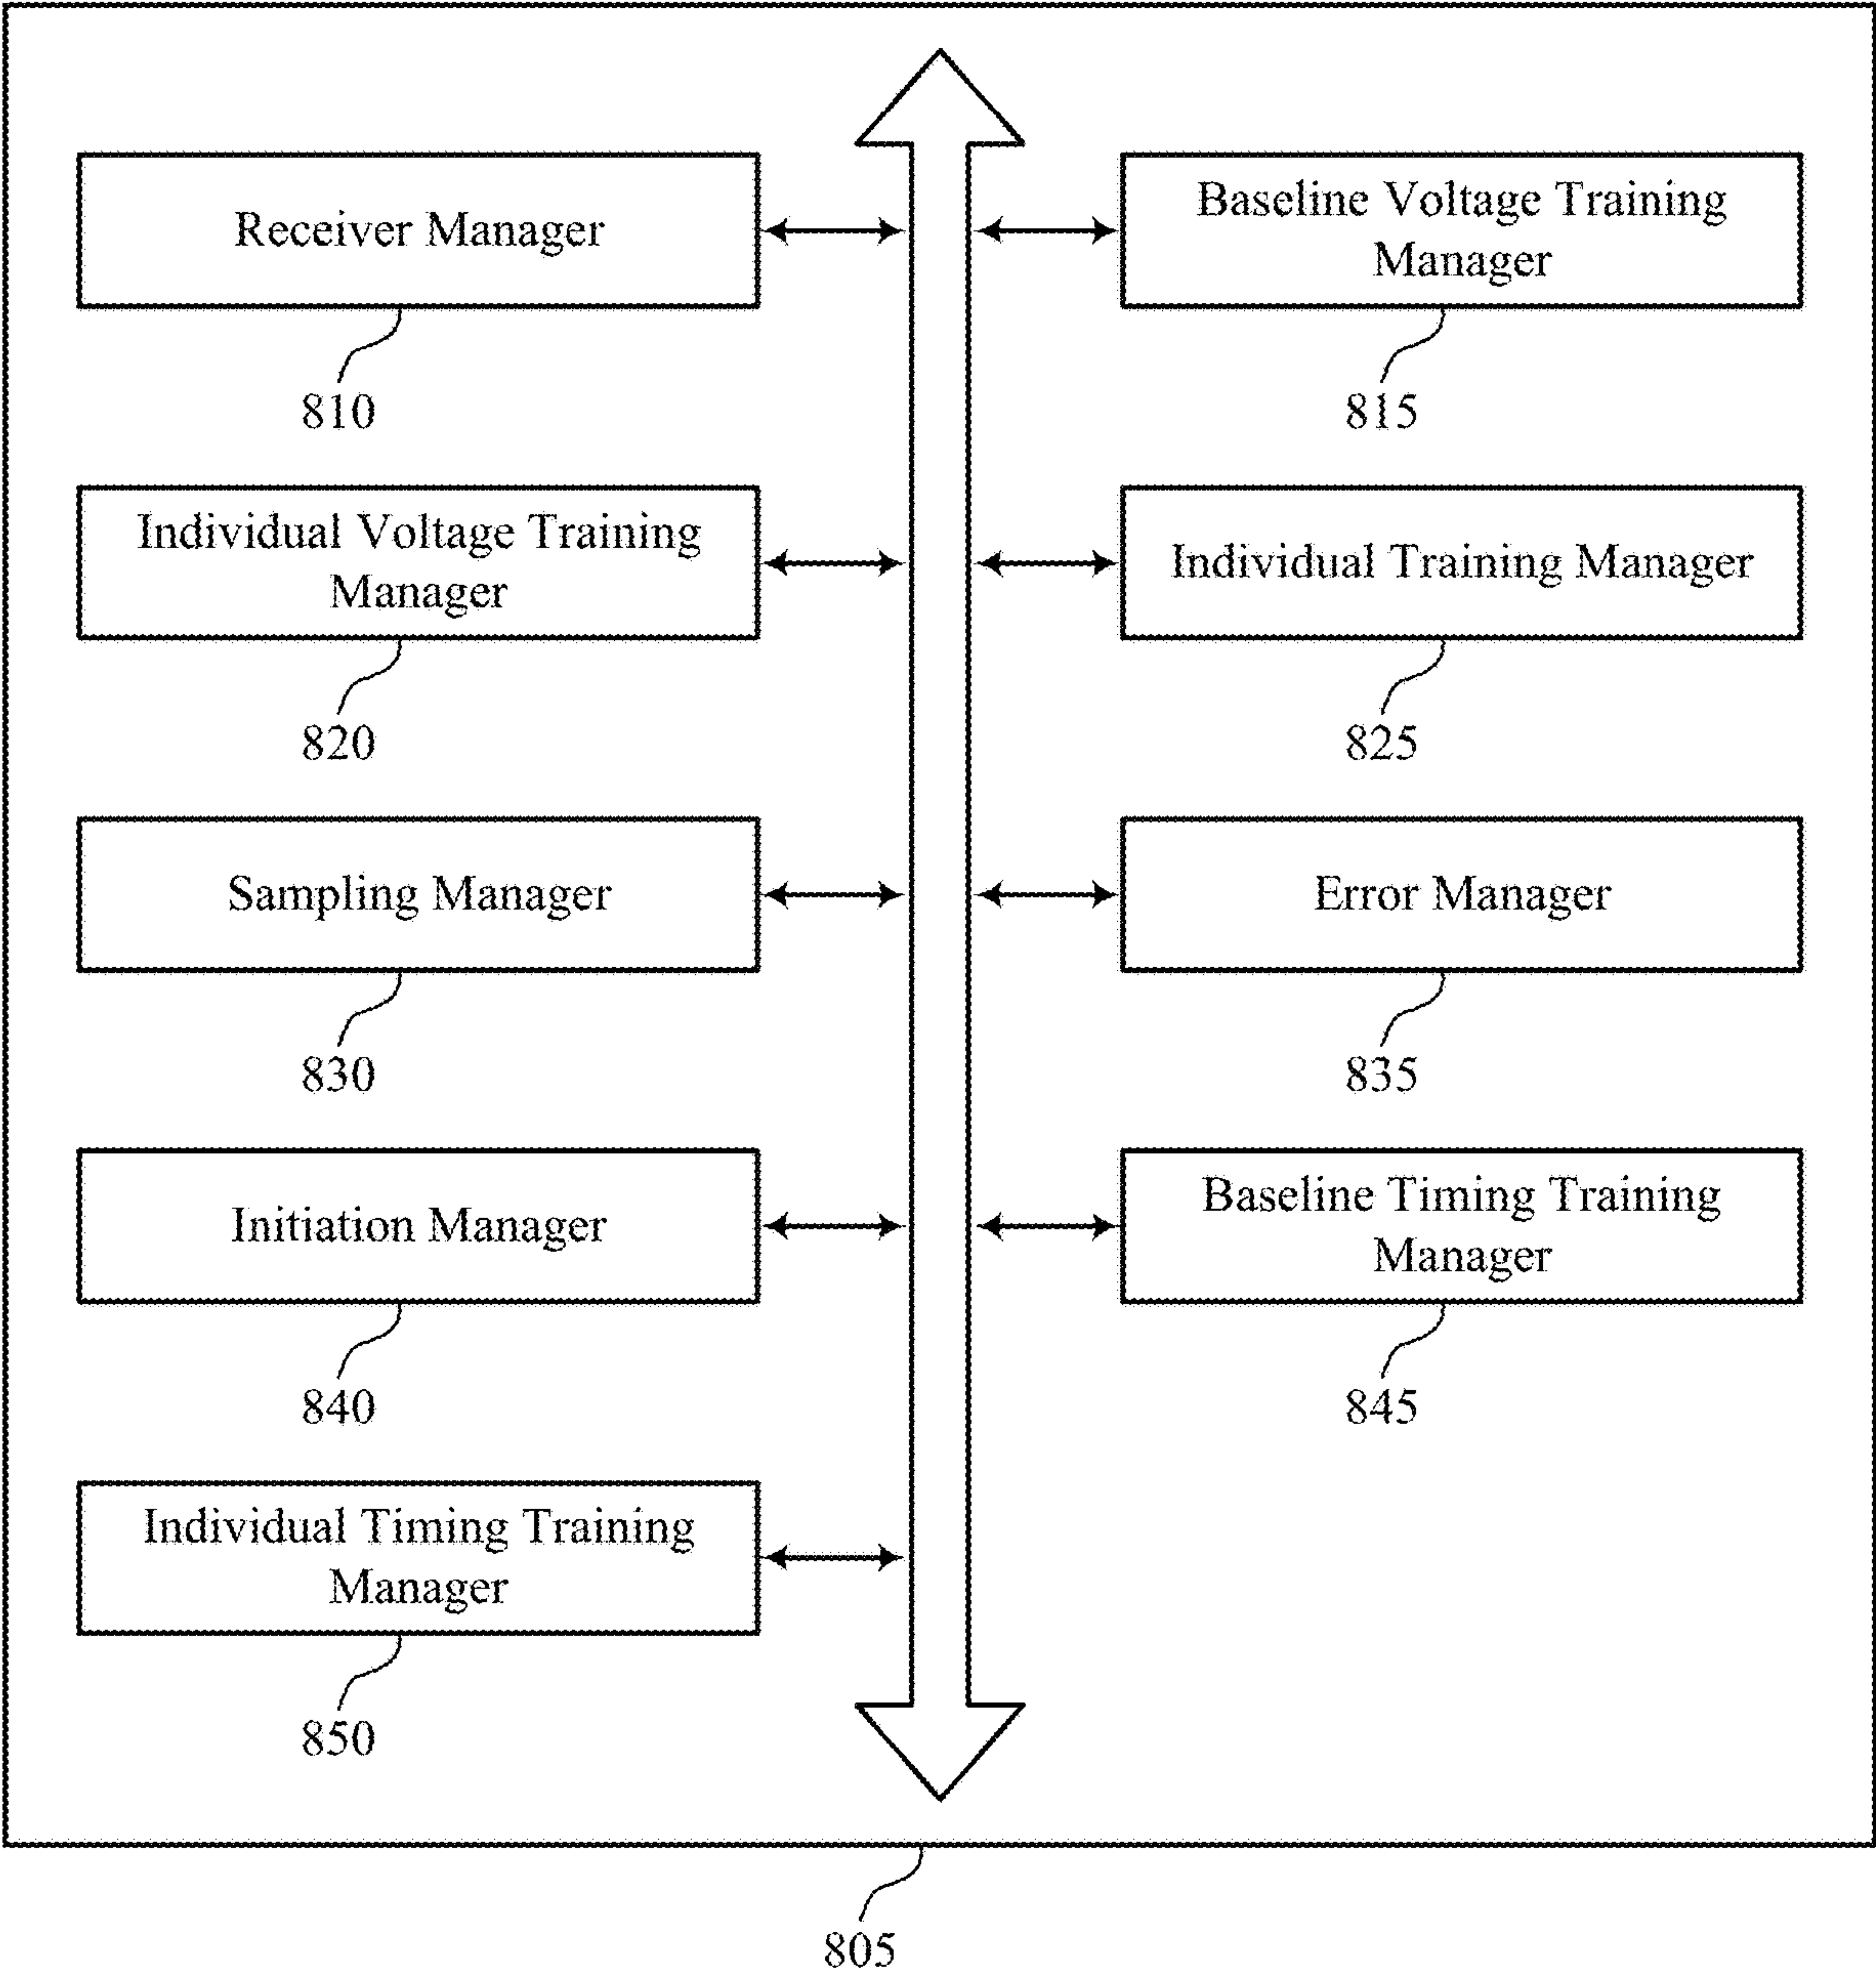 Receiver Manager
810
Baseline Voltage Training
Manager
815
Individual Voltage Training
Manager
820
Individual Training Manager
825
Sampling Manager
830
Error Manager
835
Initiation Manager
840
Baseline Timing Training
Manager
845
Individual Timing Training
Manager
850
805